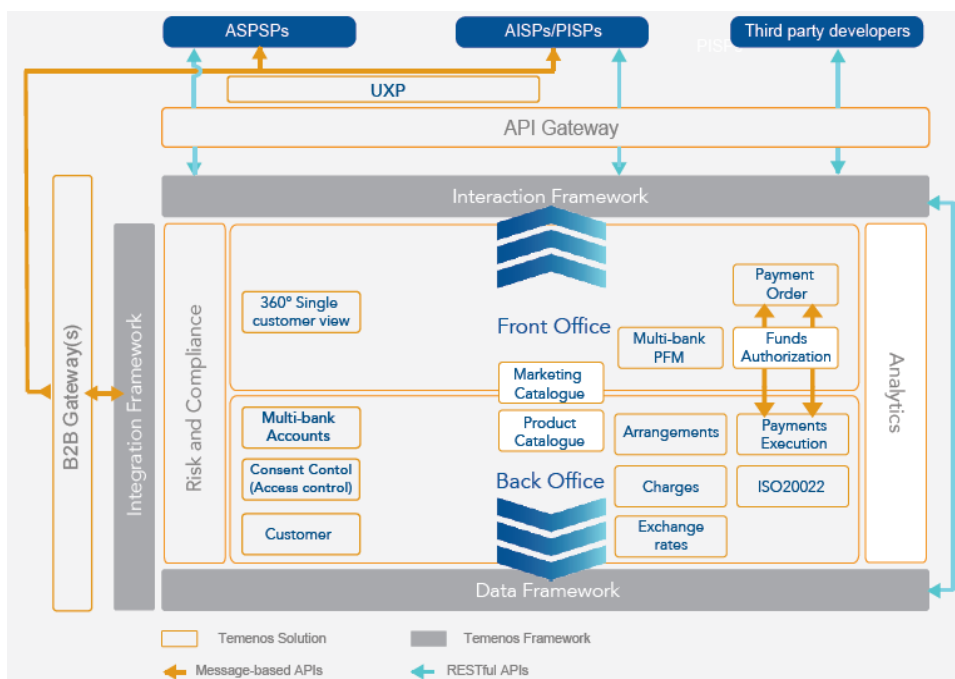 ASPSPs
AISPs/PISPs
Third party developers
PISPs
UXP
API Gateway
Interaction Framework
B2B Gateway(s)
Integration Framework
Risk and Compliance
360° Single
customer view
Front Office
Payment
Order
Multi-bank
PFM
Funds
Authorization
Marketing
Catalogue
Analytics
Multi-bank
Accounts
Product
Catalogue
Arrangements
Payments
Execution
Consent Contol
(Access control)
Back Office
Charges
ISO20022
Customer
Exchange
rates
Data Framework
Temenos Solution
Temenos Framework
Message-based APIs
RESTful APIs